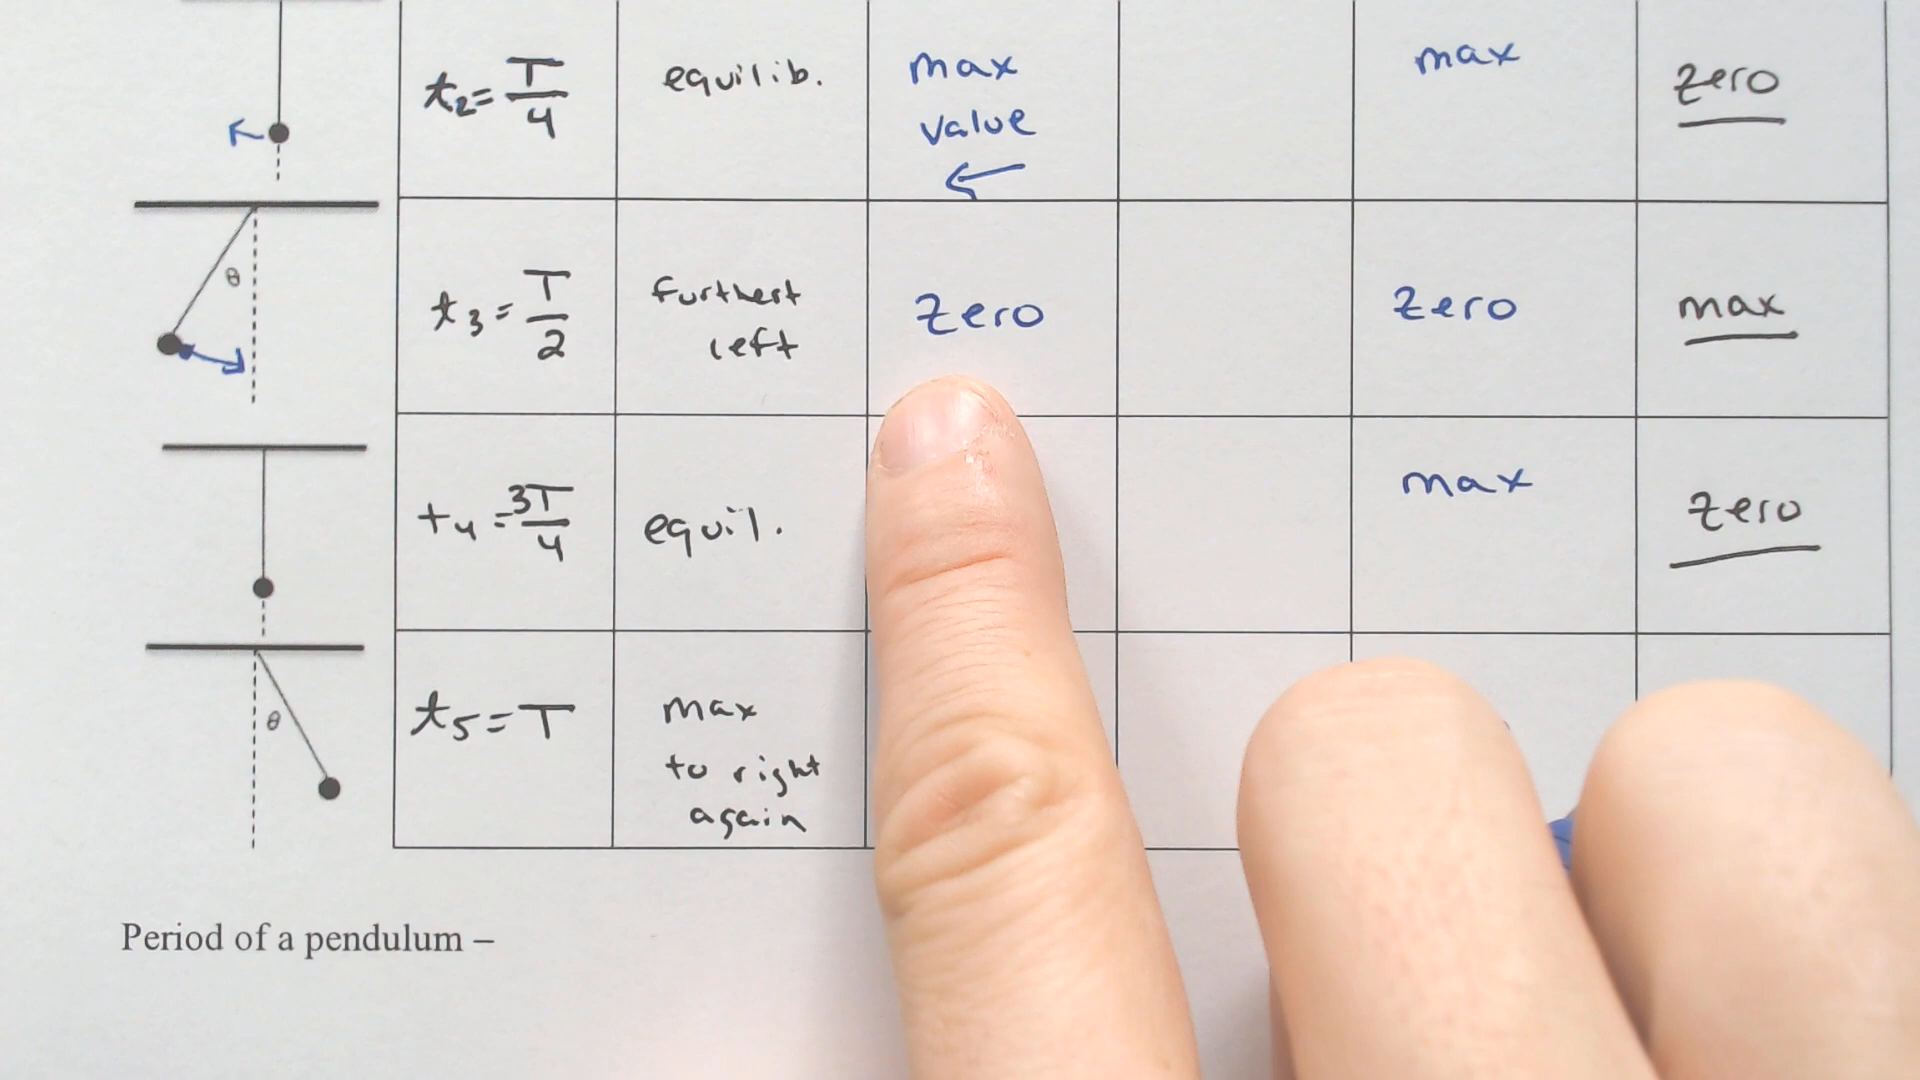 t₂= T/4 equilib. max value ← max zero
θ t₃= T/2 furthest left zero zero max
t₄= 3T/4 equil. max zero
θ t₅=T max to right again
Period of a pendulum –